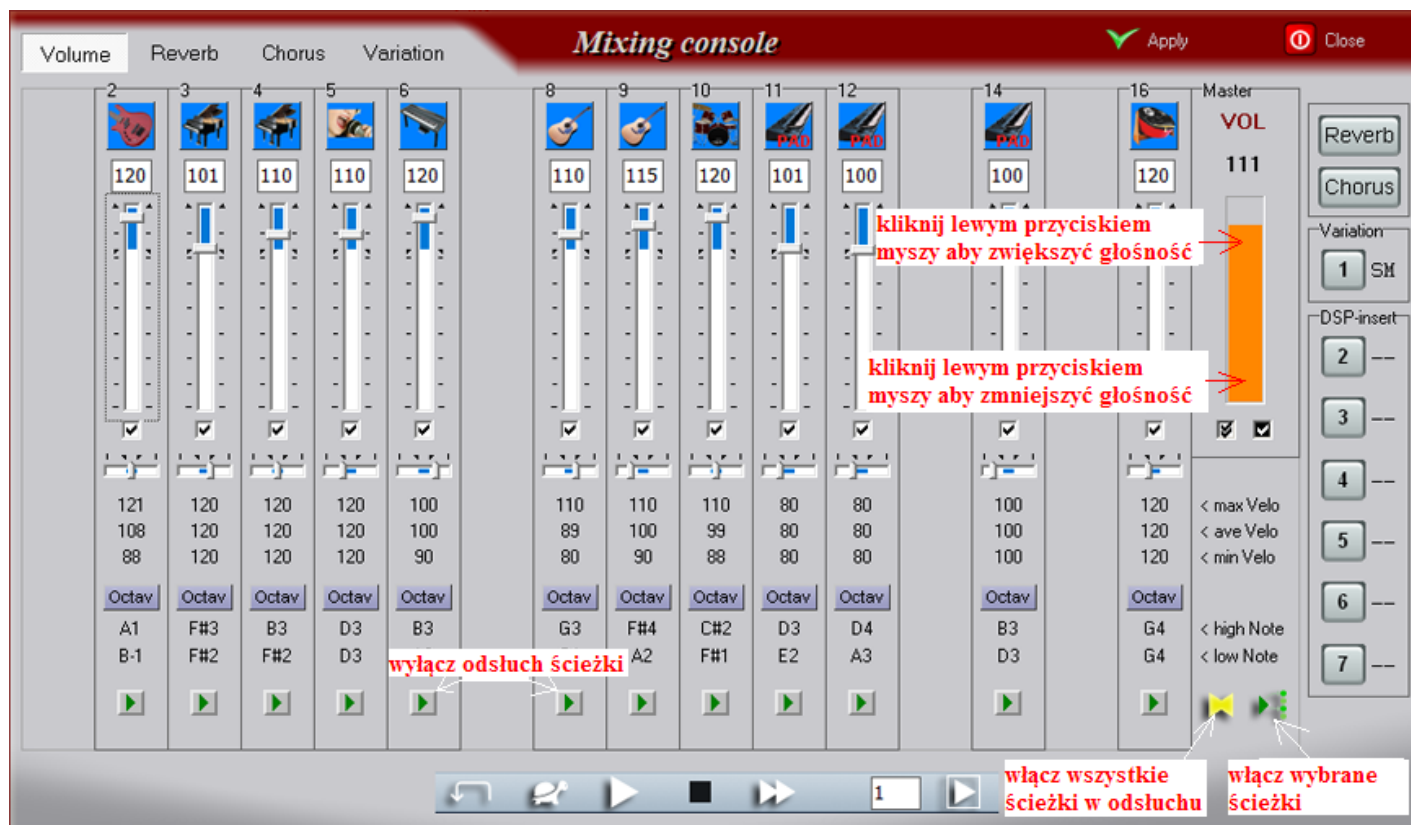 Volume Reverb Chorus Variation Mixing console Apply Close
2 3 4 5 6 8 9 10 11 12 14 16 Master
VOL
PAD PAD PAD
Reverb
120 101 110 110 120 110 115 120 101 100 100 120 111
Chorus
kliknij lewym przyciskiem
myszy aby zwiększyć głośność
Variation
1 SM
DSP-insert
2 --
kliknij lewym przyciskiem
myszy aby zmniejszyć głośność
3 --
4 --
121 120 120 120 100 110 110 110 80 80 100 120 < max Velo
108 120 120 120 100 89 100 99 80 80 100 120 < ave Velo
5 --
88 120 120 120 90 80 90 88 80 80 100 120 < min Velo
Octav Octav Octav Octav Octav Octav Octav Octav Octav Octav Octav Octav
6 --
A1 F#3 B3 D3 B3 G3 F#4 C#2 D3 D4 B3 G4 < high Note
B-1 F#2 F#2 D3 A2 F#1 E2 A3 D3 G4 < low Note
wyłącz odsłuch ścieżki
7 --
włącz wszystkie
ścieżki w odsłuchu
włącz wybrane
ścieżki
1